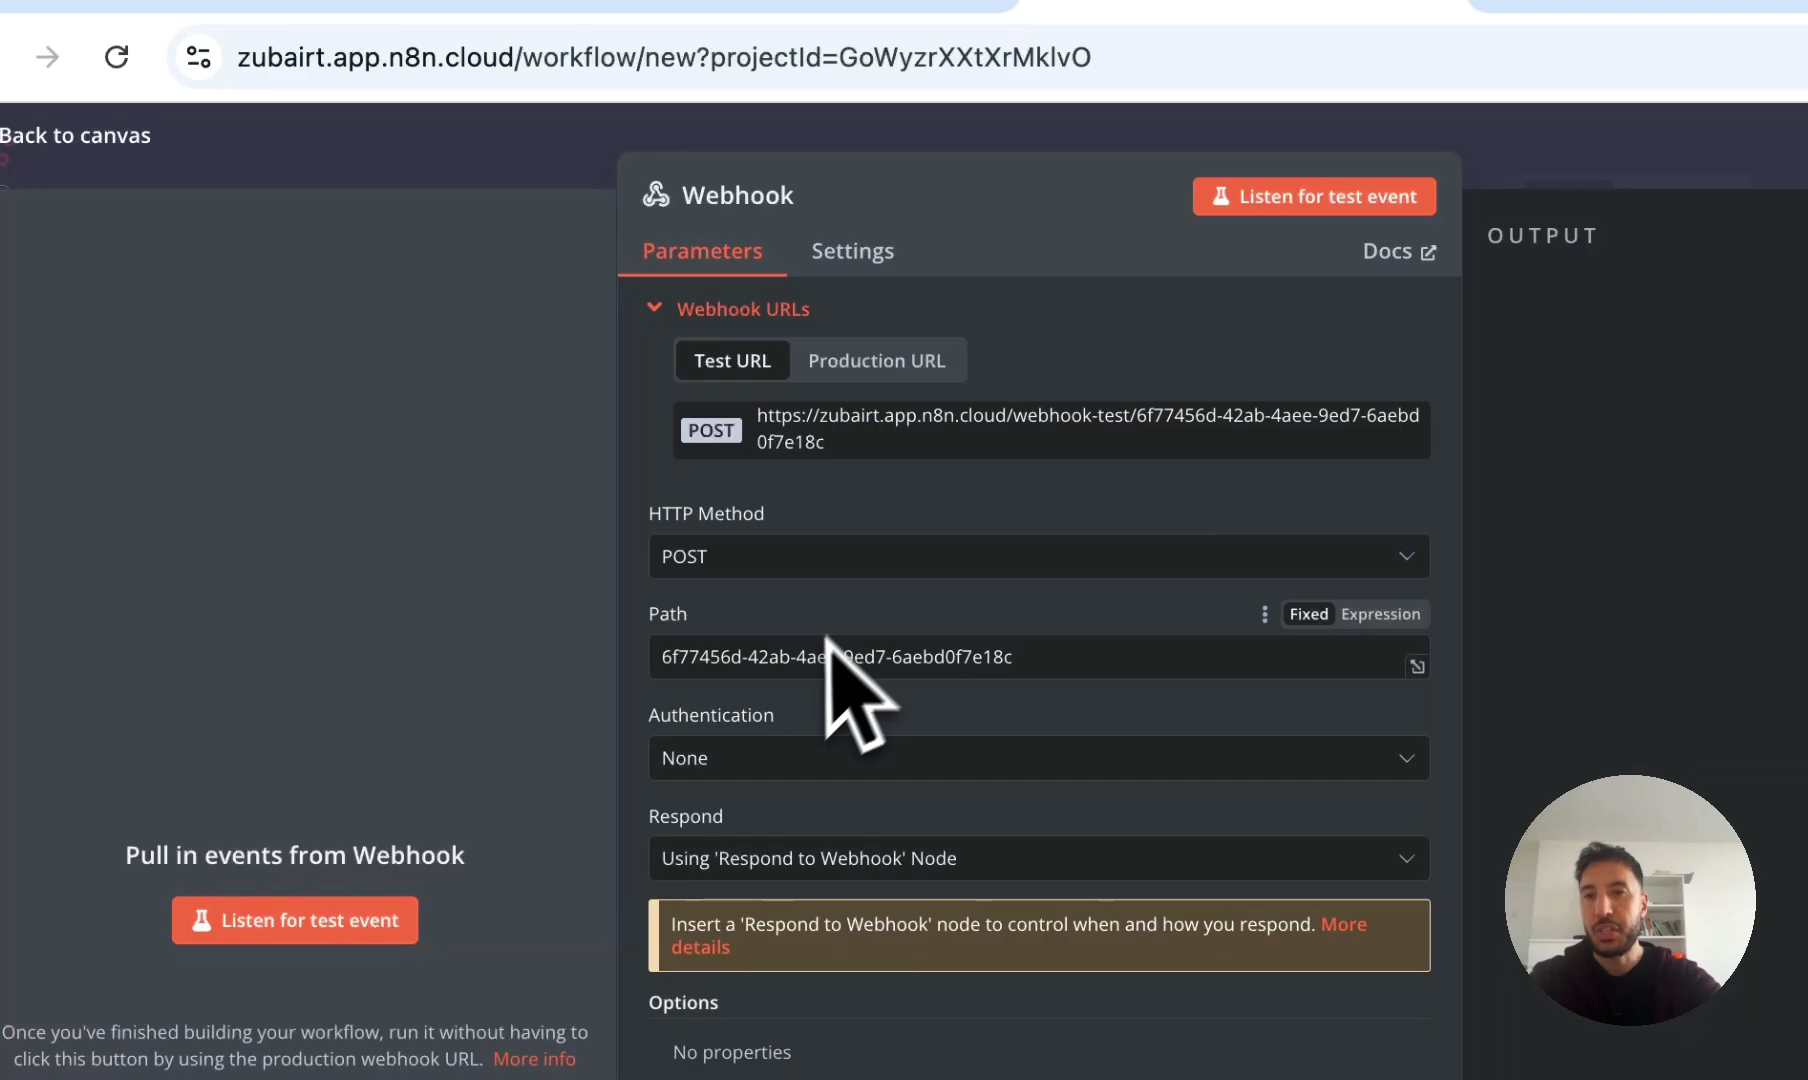 zubairt.app.n8n.cloud/workflow/new?projectId=GoWyzrXXtXrMklvO
Back to canvas
Webhook
Listen for test event
OUTPUT
Parameters
Settings
Docs
Webhook URLs
Test URL
Production URL
POST
https://zubairt.app.n8n.cloud/webhook-test/6f77456d-42ab-4aee-9ed7-6aebd
0f7e18c
HTTP Method
POST
Path
Fixed
Expression
6f77456d-42ab-4aee-9ed7-6aebd0f7e18c
Authentication
None
Respond
Using 'Respond to Webhook' Node
Pull in events from Webhook
Listen for test event
Insert a 'Respond to Webhook' node to control when and how you respond. More
details
Options
No properties
Once you've finished building your workflow, run it without having to
click this button by using the production webhook URL. More info